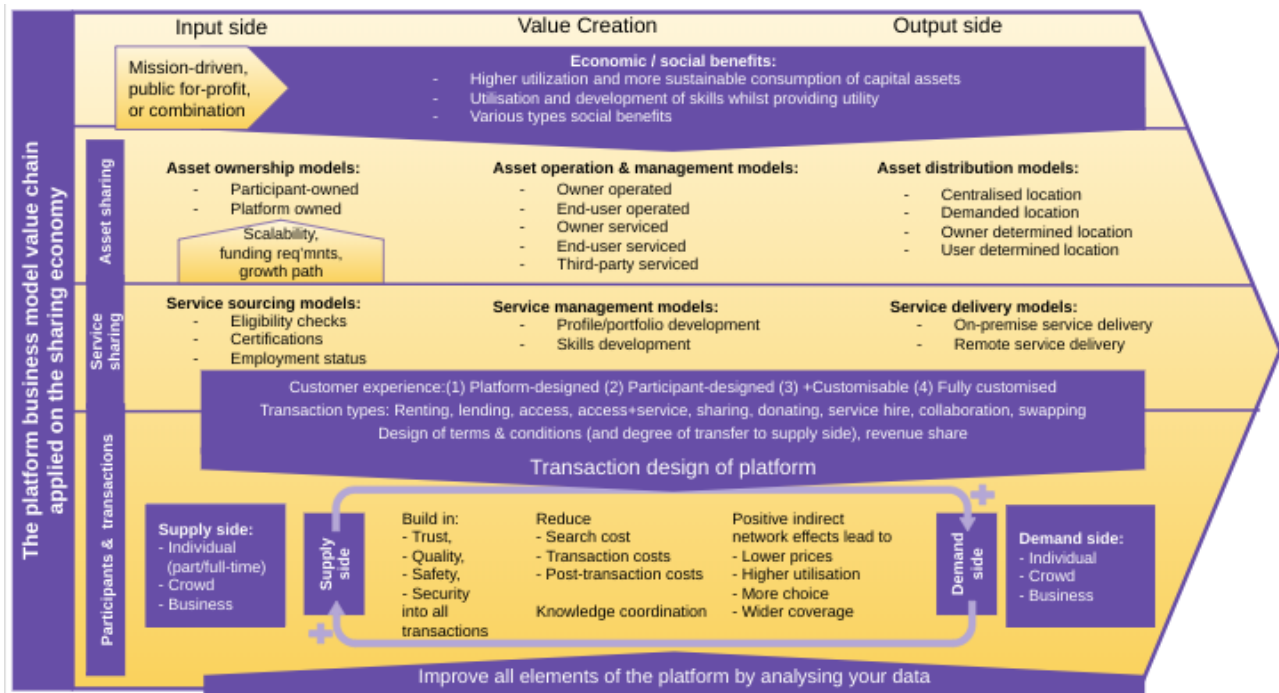 The platform business model value chain
applied on the sharing economy
Input side
Value Creation
Output side
Mission-driven,
public for-profit,
or combination
Economic / social benefits:
- Higher utilization and more sustainable consumption of capital assets
- Utilisation and development of skills whilst providing utility
- Various types social benefits
Asset sharing
Asset ownership models:
- Participant-owned
- Platform owned
Scalability,
funding req'mnts,
growth path
Asset operation & management models:
- Owner operated
- End-user operated
- Owner serviced
- End-user serviced
- Third-party serviced
Asset distribution models:
- Centralised location
- Demanded location
- Owner determined location
- User determined location
Service
sharing
Service sourcing models:
- Eligibility checks
- Certifications
- Employment status
Service management models:
- Profile/portfolio development
- Skills development
Service delivery models:
- On-premise service delivery
- Remote service delivery
Customer experience:(1) Platform-designed (2) Participant-designed (3) +Customisable (4) Fully customised
Transaction types: Renting, lending, access, access+service, sharing, donating, service hire, collaboration, swapping
Design of terms & conditions (and degree of transfer to supply side), revenue share
Transaction design of platform
Participants & transactions
Supply side:
- Individual
(part/full-time)
- Crowd
- Business
Supply
side
Build in:
- Trust,
- Quality,
- Safety,
- Security
into all
transactions
Reduce
- Search cost
- Transaction costs
- Post-transaction costs
Knowledge coordination
Positive indirect
network effects lead to
- Lower prices
- Higher utilisation
- More choice
- Wider coverage
Demand
side
Demand side:
- Individual
- Crowd
- Business
Improve all elements of the platform by analysing your data